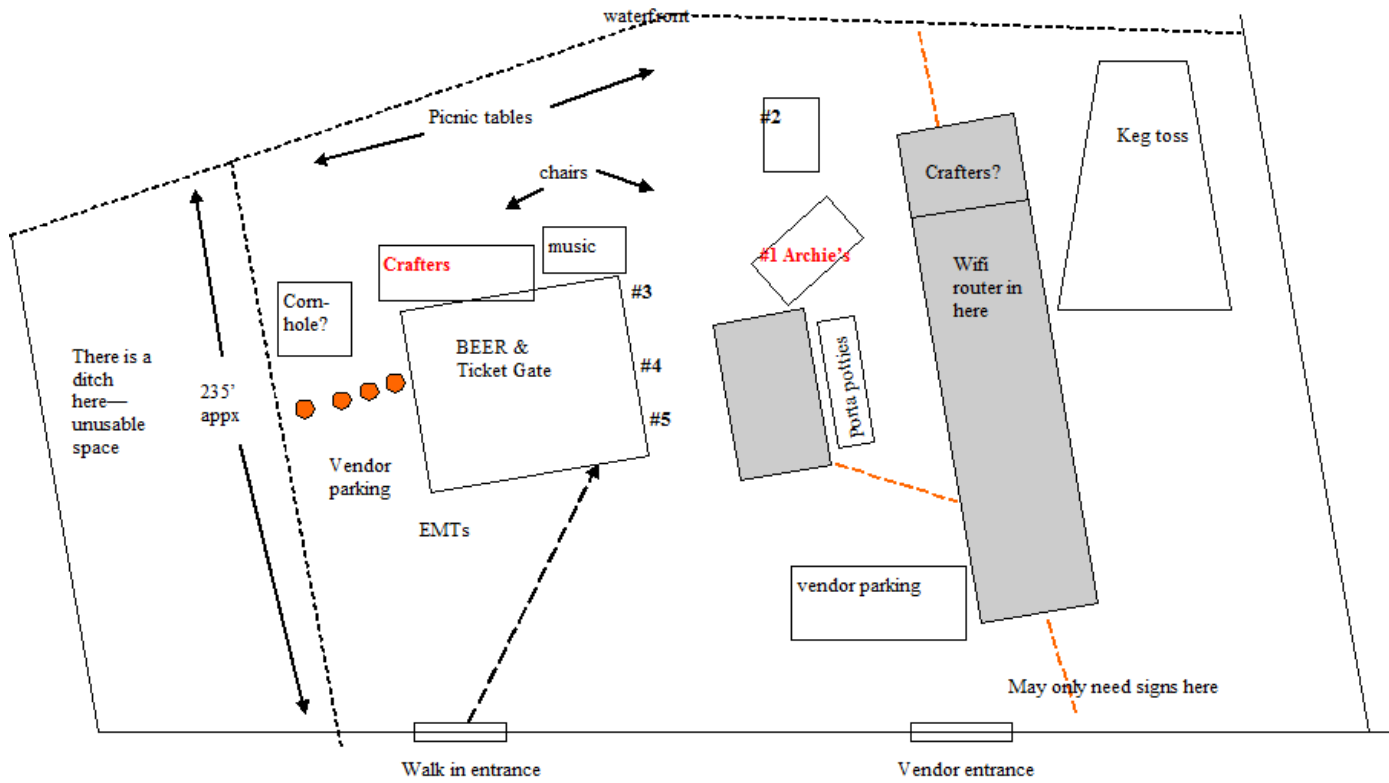 waterfront
Picnic tables
#2
Keg toss
chairs
Crafters?
music
#1 Archie's
Crafters
Wifi
router in
here
Corn-
hole?
#3
BEER &
Ticket Gate
There is a
ditch
here—
unusable
space
#4
235'
appx
Porta potties
#5
Vendor
parking
EMTs
vendor parking
May only need signs here
Walk in entrance
Vendor entrance